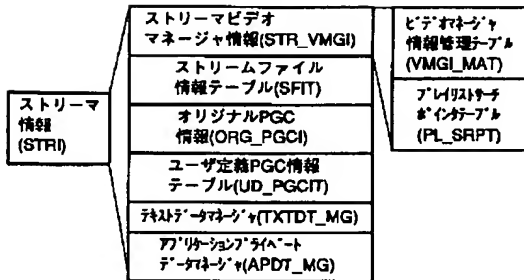 ストリーマ
情報
(STRI)
ストリーマビデオ
マネージャ情報(STR_VMGI)
ストリームファイル
情報テーブル(SFIT)
オリジナルPGC
情報(ORG_PGCI)
ユーザ定義PGC情報
テーブル(UD_PGCIT)
テキストデータマネージャ(TXTDT_MG)
アプリケーションプライベート
データマネージャ(APDT_MG)
ビデオマネージャ
情報管理テーブル
(VMGI_MAT)
プレイリストサーチ
ポインタテーブル
(PL_SRPT)